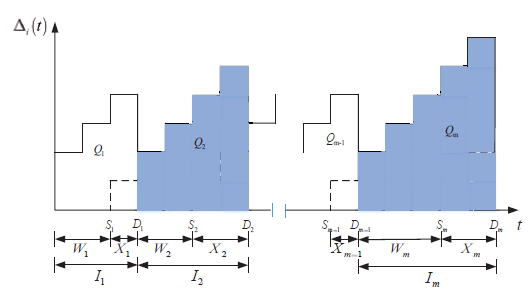 Δᵢ(t)
Q₁ Q₂ Qₘ₋₁ Qₘ
S₁ D₁ S₂ D₂ Sₘ₋₁ Dₘ₋₁ Sₘ Dₘ t
W₁ X₁ W₂ X₂ Xₘ₋₁ Wₘ Xₘ
I₁ I₂ Iₘ